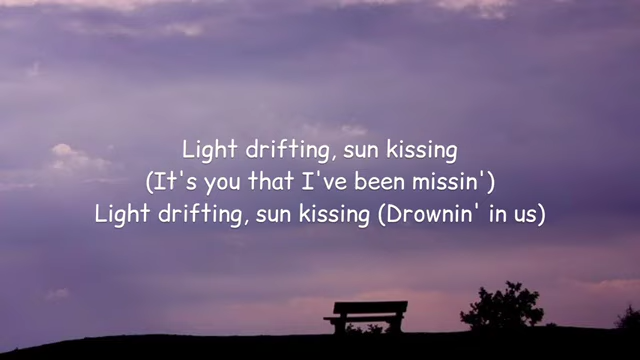 Light drifting, sun kissing
(It's you that I've been missin')
Light drifting, sun kissing (Drownin' in us)